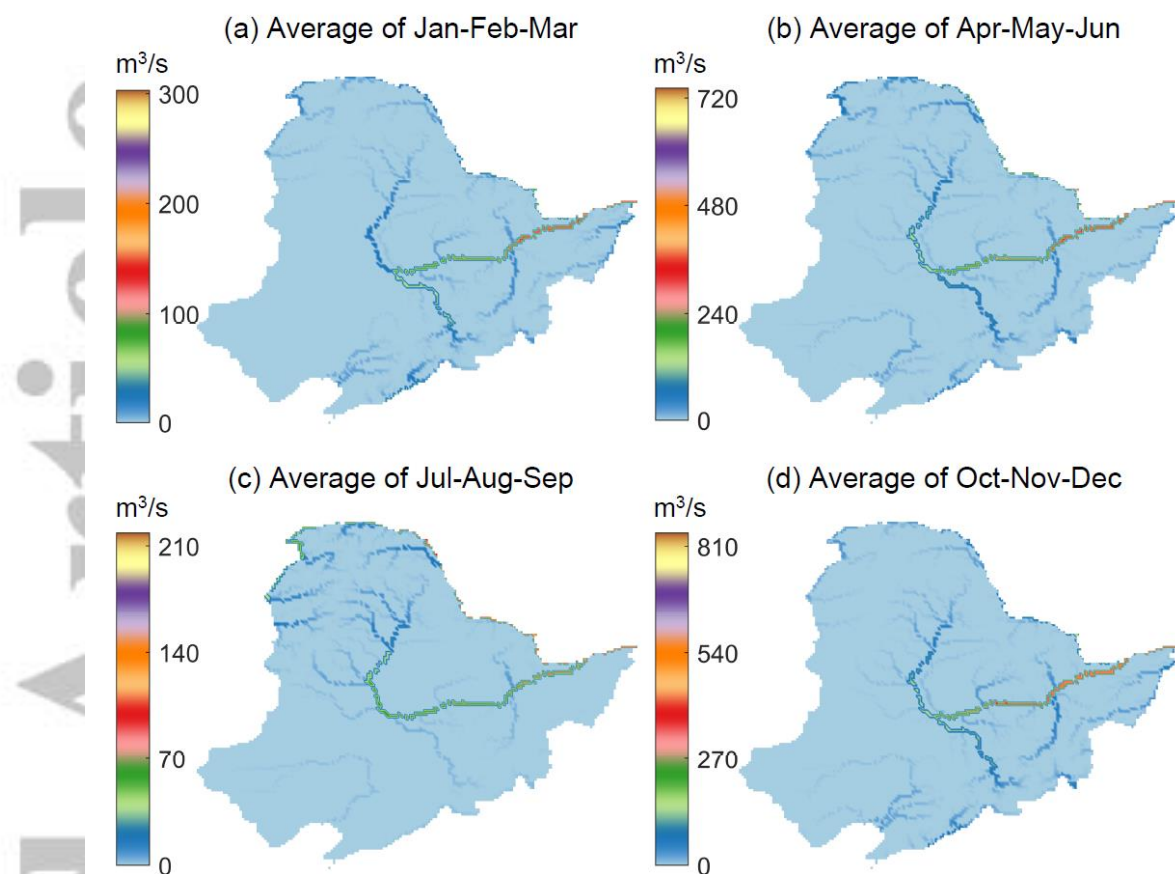 (a) Average of Jan-Feb-Mar
m³/s
300
200
100
0
(b) Average of Apr-May-Jun
m³/s
720
480
240
0
(c) Average of Jul-Aug-Sep
m³/s
210
140
70
0
(d) Average of Oct-Nov-Dec
m³/s
810
540
270
0